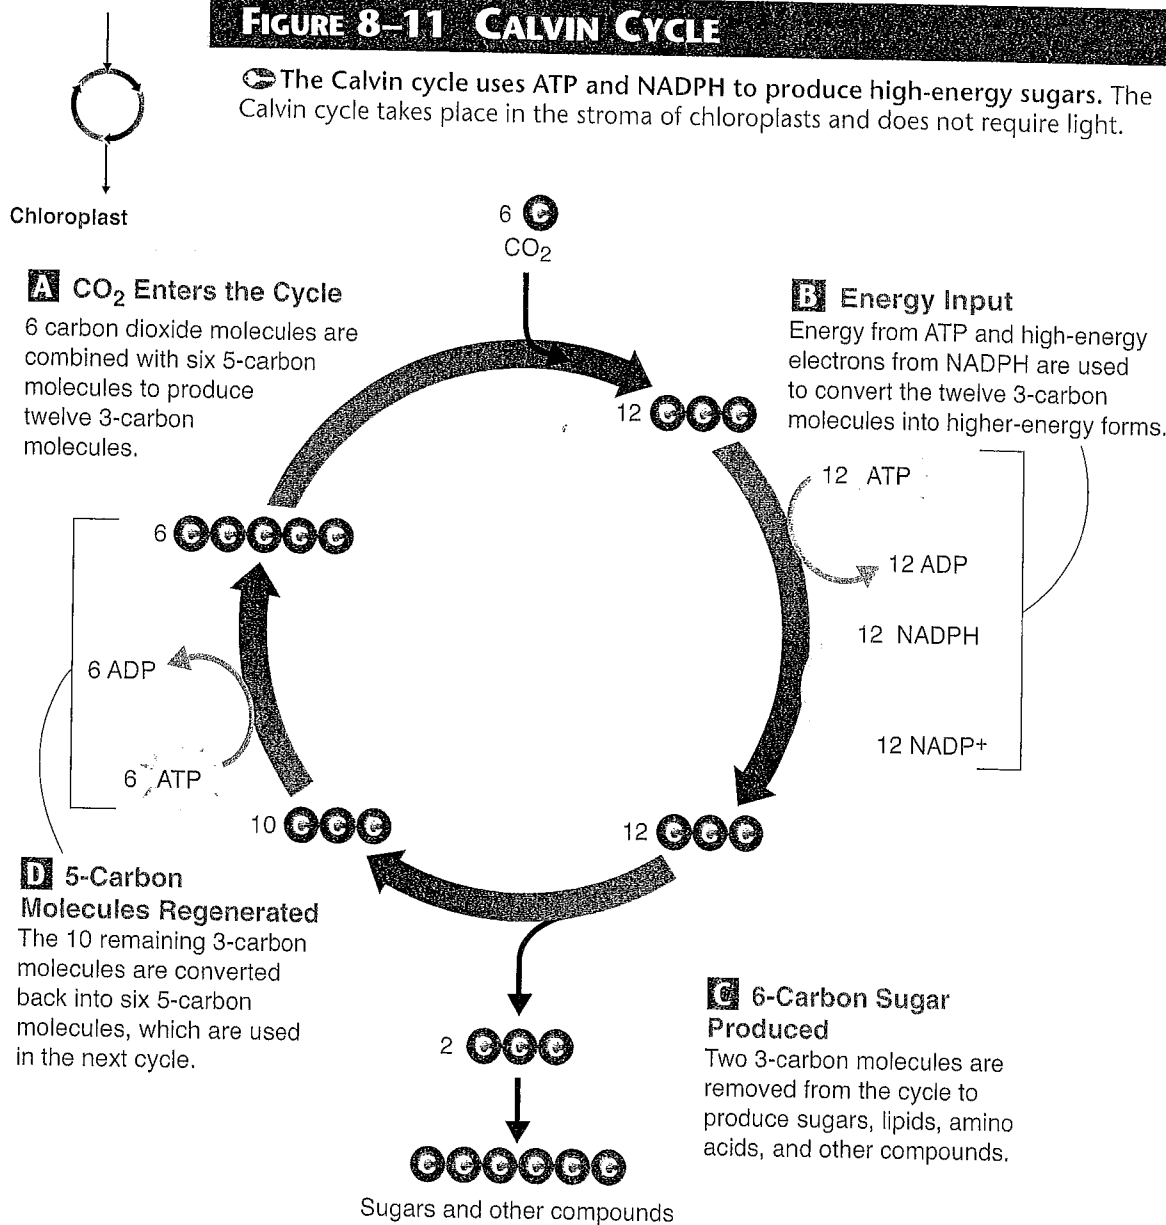 FIGURE 8–11 CALVIN CYCLE
The Calvin cycle uses ATP and NADPH to produce high-energy sugars. The
Calvin cycle takes place in the stroma of chloroplasts and does not require light.
Chloroplast
6 C
CO2
A CO2 Enters the Cycle
6 carbon dioxide molecules are
combined with six 5-carbon
molecules to produce
twelve 3-carbon
molecules.
B Energy Input
Energy from ATP and high-energy
electrons from NADPH are used
to convert the twelve 3-carbon
molecules into higher-energy forms.
12 C C C
12 ATP
12 ADP
12 NADPH
12 NADP+
6 C C C C C
6 ADP
6 ATP
10 C C C
12 C C C
D 5-Carbon
Molecules Regenerated
The 10 remaining 3-carbon
molecules are converted
back into six 5-carbon
molecules, which are used
in the next cycle.
C 6-Carbon Sugar
Produced
Two 3-carbon molecules are
removed from the cycle to
produce sugars, lipids, amino
acids, and other compounds.
2 C C C
C C C C C C
Sugars and other compounds